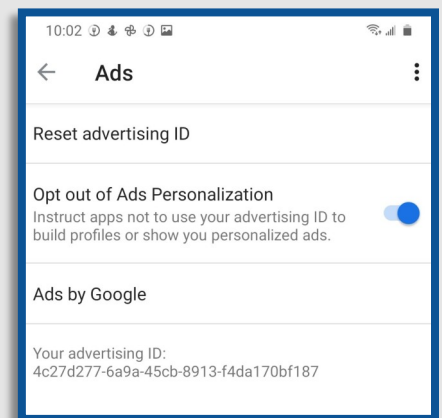 10:02
Ads
Reset advertising ID
Opt out of Ads Personalization
Instruct apps not to use your advertising ID to
build profiles or show you personalized ads.
Ads by Google
Your advertising ID:
4c27d277-6a9a-45cb-8913-f4da170bf187